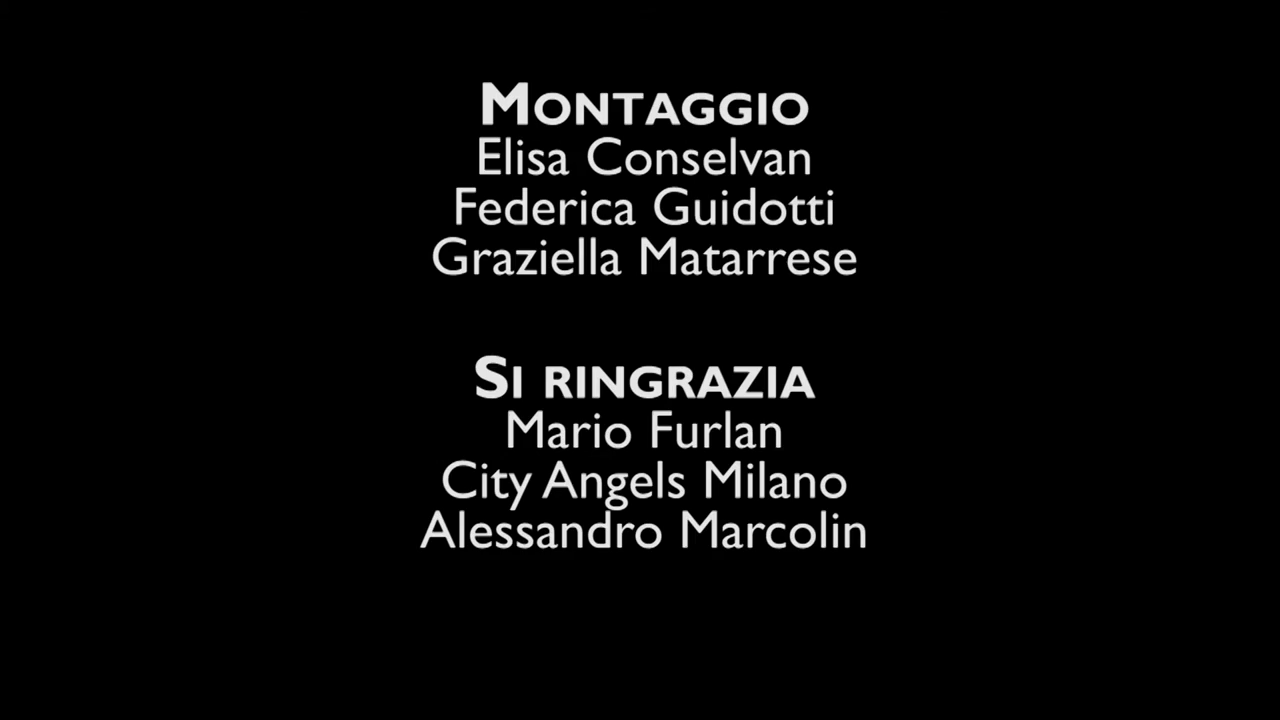 MONTAGGIO
Elisa Conselvan
Federica Guidotti
Graziella Matarrese
SI RINGRAZIA
Mario Furlan
City Angels Milano
Alessandro Marcolin